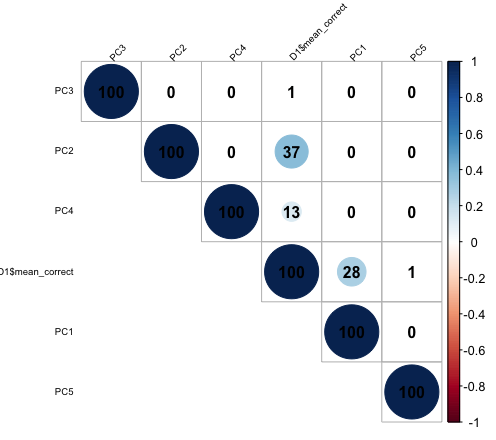 PC3 PC2 PC4 D1$mean_correct PC1 PC5
PC3 100 0 0 1 0 0
PC2 100 0 37 0 0
PC4 100 13 0 0
D1$mean_correct 100 28 1
PC1 100 0
PC5 100
1
0.8
0.6
0.4
0.2
0
-0.2
-0.4
-0.6
-0.8
-1